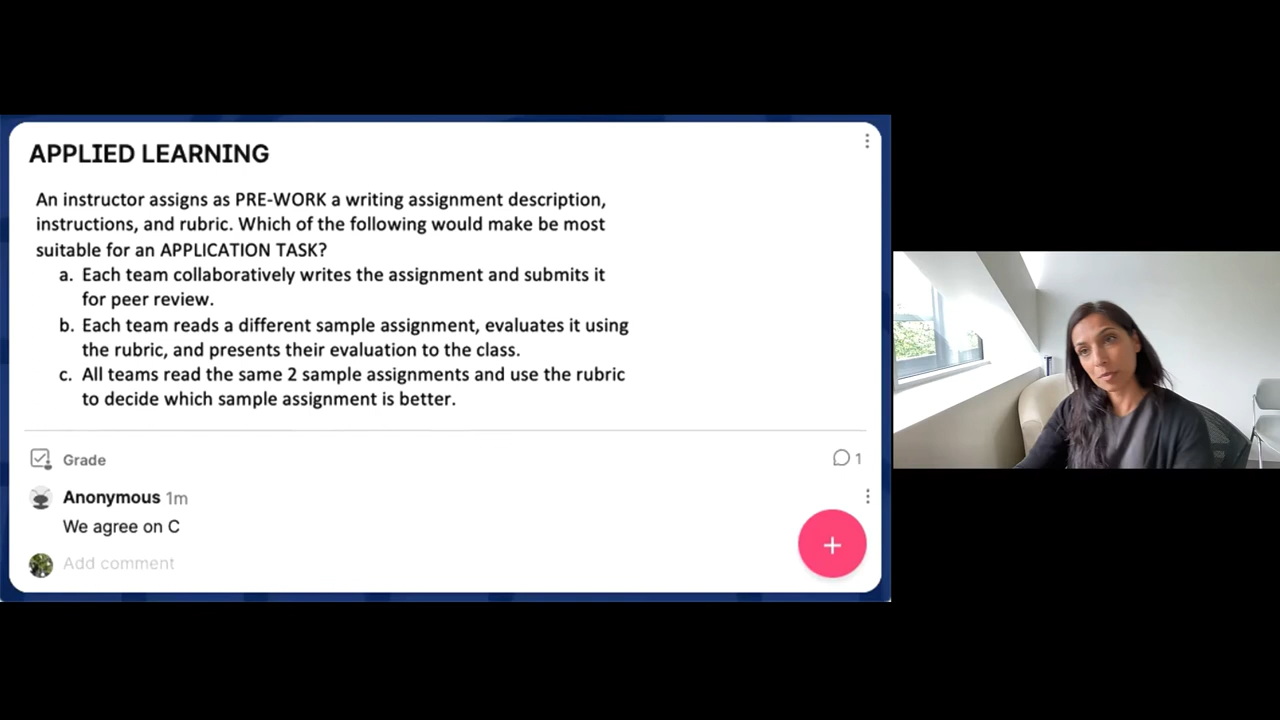 APPLIED LEARNING
An instructor assigns as PRE-WORK a writing assignment description,
instructions, and rubric. Which of the following would make be most
suitable for an APPLICATION TASK?
a. Each team collaboratively writes the assignment and submits it
for peer review.
b. Each team reads a different sample assignment, evaluates it using
the rubric, and presents their evaluation to the class.
c. All teams read the same 2 sample assignments and use the rubric
to decide which sample assignment is better.
Grade 1
Anonymous 1m
We agree on C
Add comment